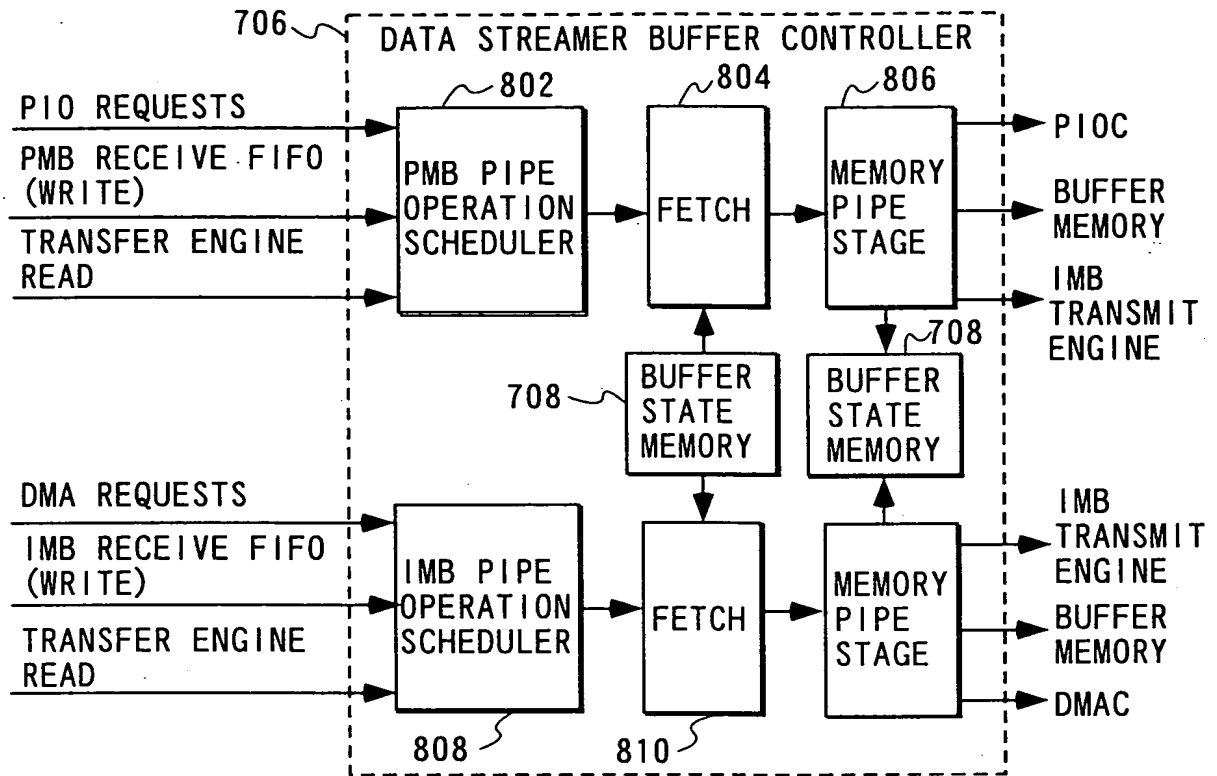 706
DATA STREAMER BUFFER CONTROLLER
802
804
806
PIO REQUESTS
PMB RECEIVE FIFO
(WRITE)
TRANSFER ENGINE
READ
PMB PIPE
OPERATION
SCHEDULER
FETCH
MEMORY
PIPE
STAGE
PIOC
BUFFER
MEMORY
IMB
TRANSMIT
ENGINE
708
BUFFER
STATE
MEMORY
708
BUFFER
STATE
MEMORY
DMA REQUESTS
IMB RECEIVE FIFO
(WRITE)
TRANSFER ENGINE
READ
IMB PIPE
OPERATION
SCHEDULER
FETCH
MEMORY
PIPE
STAGE
IMB
TRANSMIT
ENGINE
BUFFER
MEMORY
DMAC
808
810